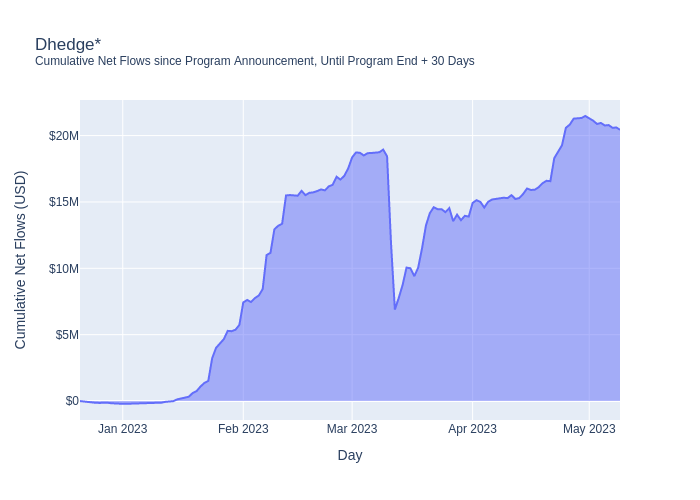 Dhedge*
Cumulative Net Flows since Program Announcement, Until Program End + 30 Days
Cumulative Net Flows (USD)
$20M
$15M
$10M
$5M
$0
Jan 2023
Feb 2023
Mar 2023
Apr 2023
May 2023
Day